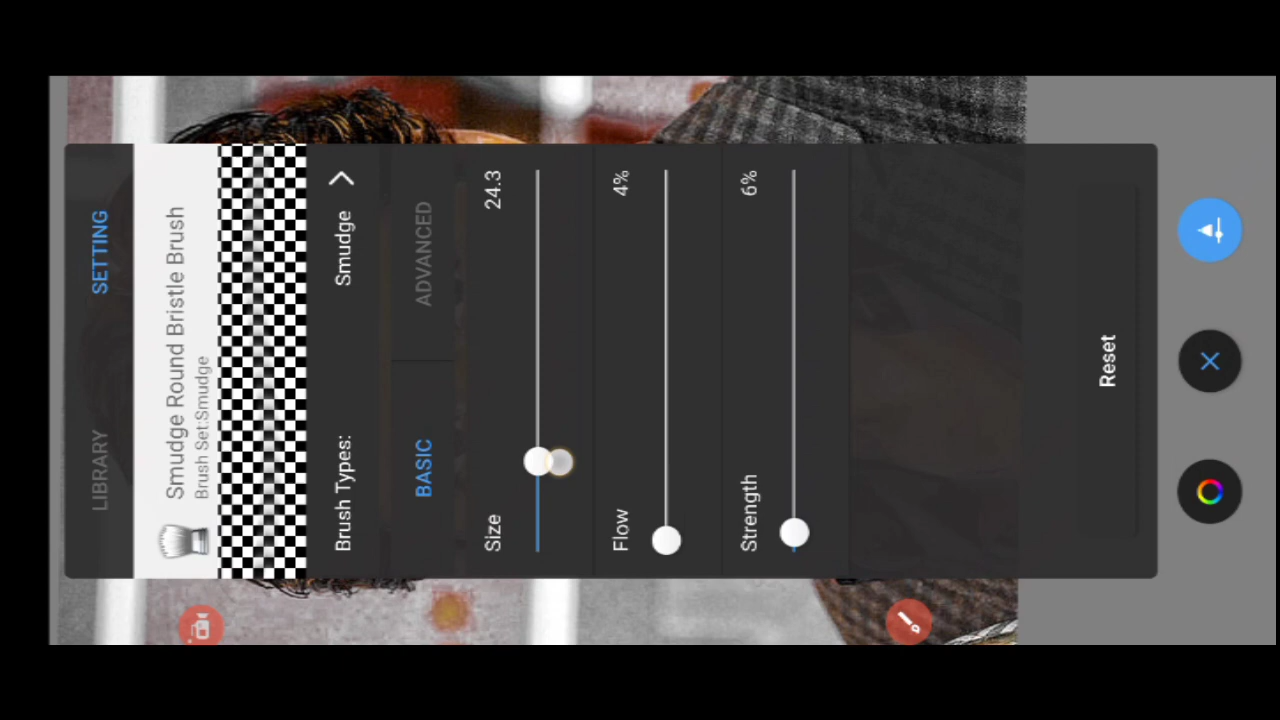 LIBRARY
SETTING
Smudge Round Bristle Brush
Brush Set:Smudge
Brush Types:
Smudge
BASIC
ADVANCED
Size
24.3
Flow
4%
Strength
6%
Reset